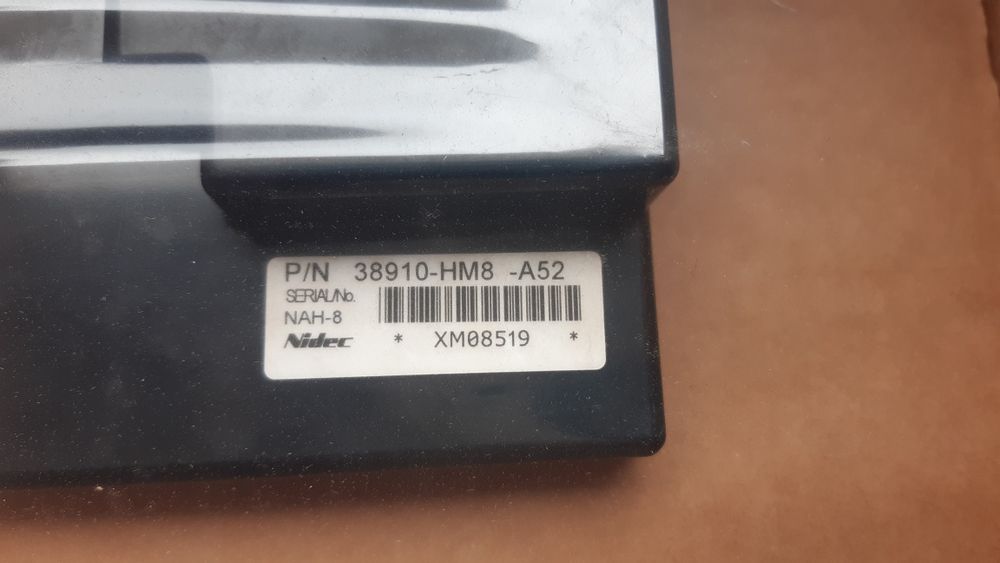 P/N 38910-HM8 -A52
SERIAL/No.
NAH-8
Nidec * XM08519 *